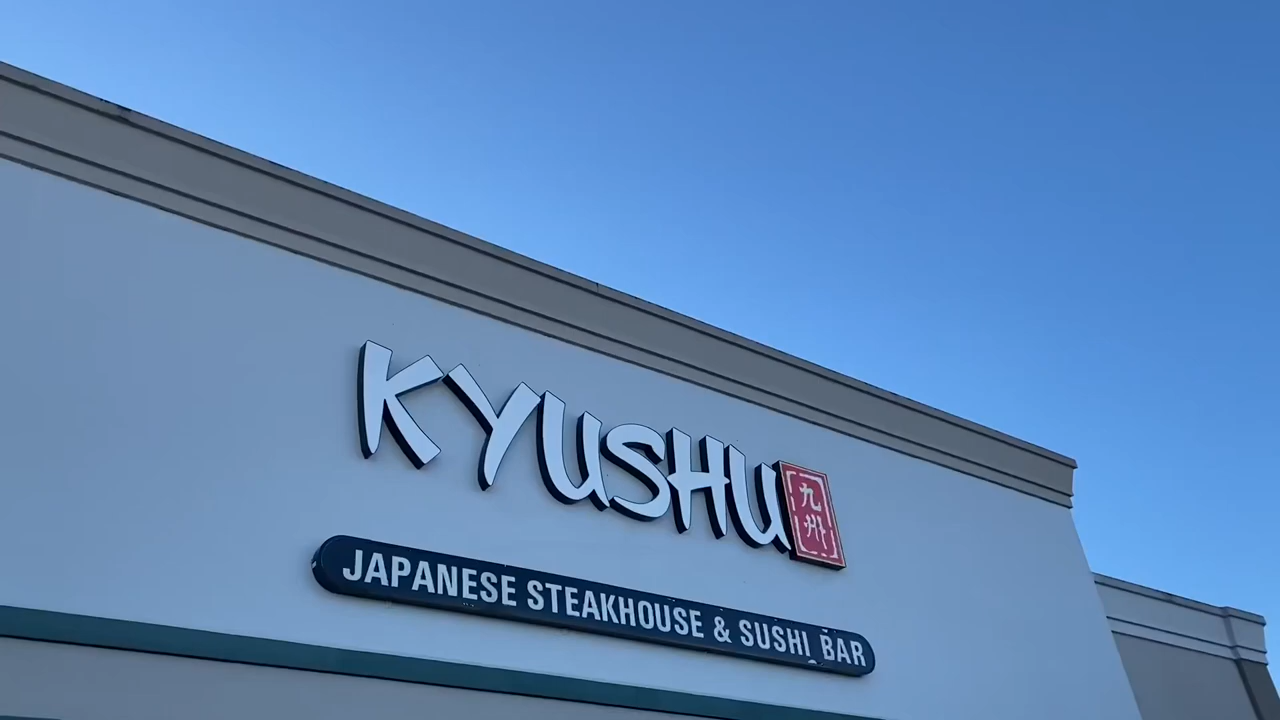 KYUSHU
九
州
JAPANESE STEAKHOUSE & SUSHI BAR